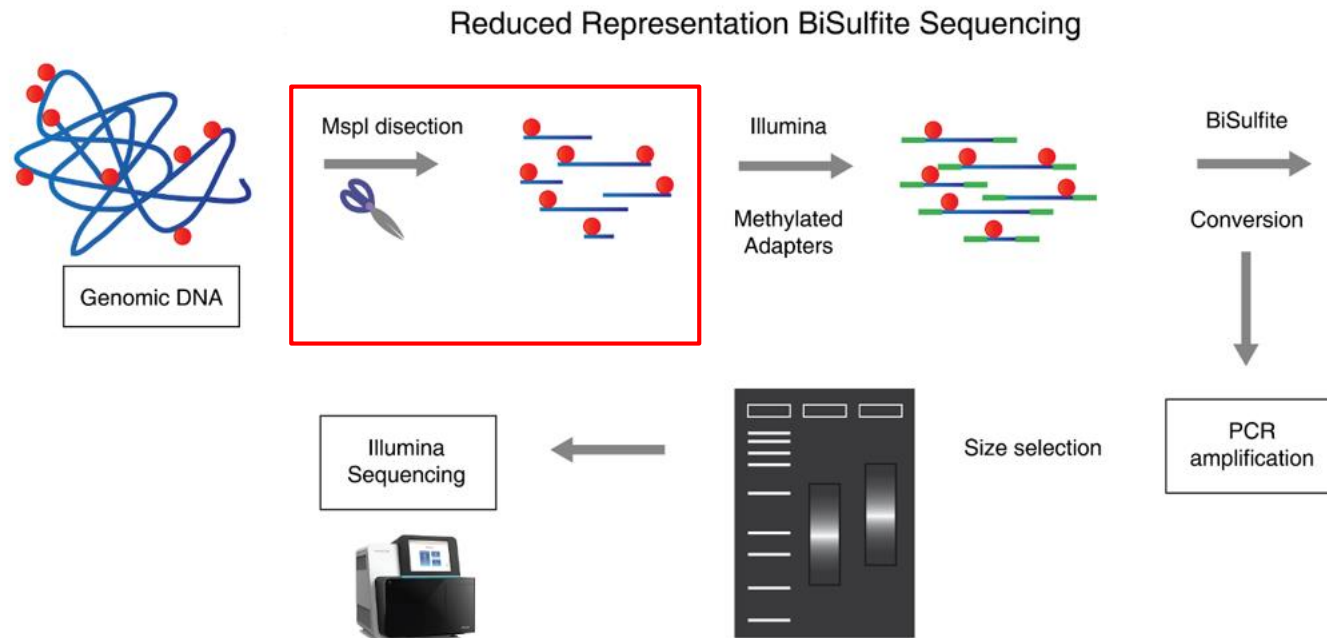 Reduced Representation BiSulfite Sequencing
MspI disection
Illumina
Methylated
Adapters
BiSulfite
Conversion
Genomic DNA
Illumina
Sequencing
Size selection
PCR
amplification